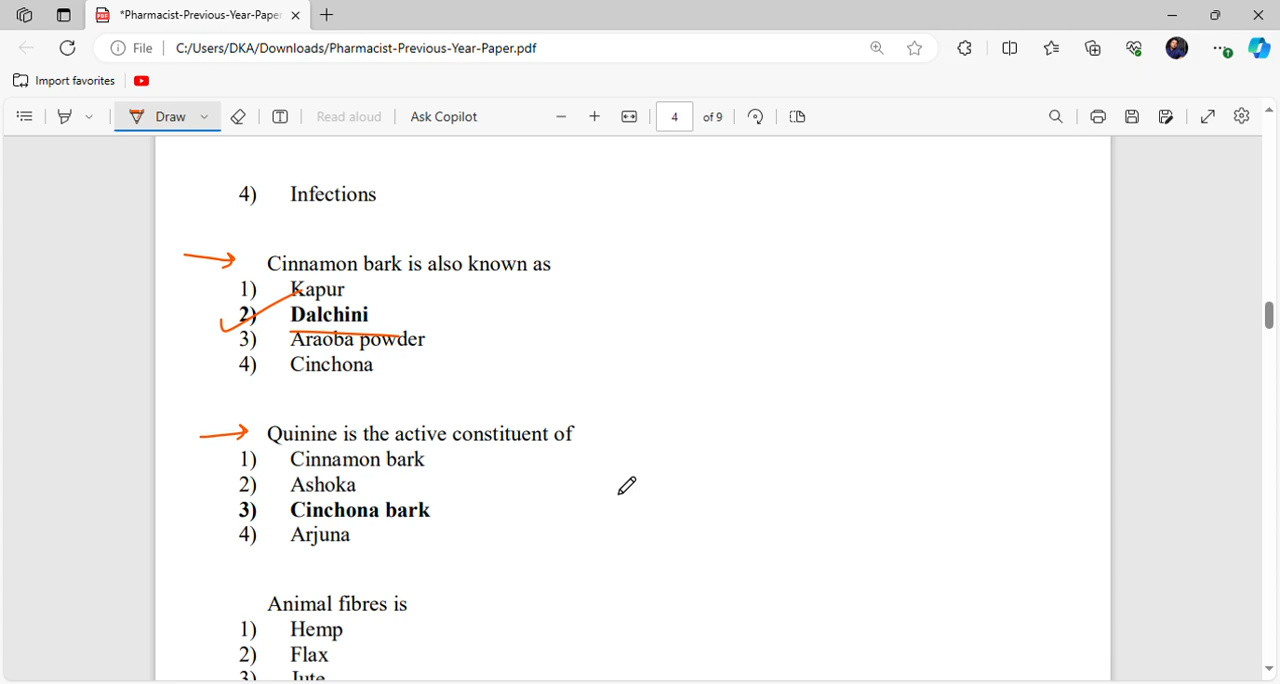 *Pharmacist-Previous-Year-Paper
File
C:/Users/DKA/Downloads/Pharmacist-Previous-Year-Paper.pdf
Import favorites
Draw
Read aloud
Ask Copilot
4
of 9
4) Infections
Cinnamon bark is also known as
1) Kapur
2) Dalchini
3) Araoba powder
4) Cinchona
Quinine is the active constituent of
1) Cinnamon bark
2) Ashoka
3) Cinchona bark
4) Arjuna
Animal fibres is
1) Hemp
2) Flax
3) Jute